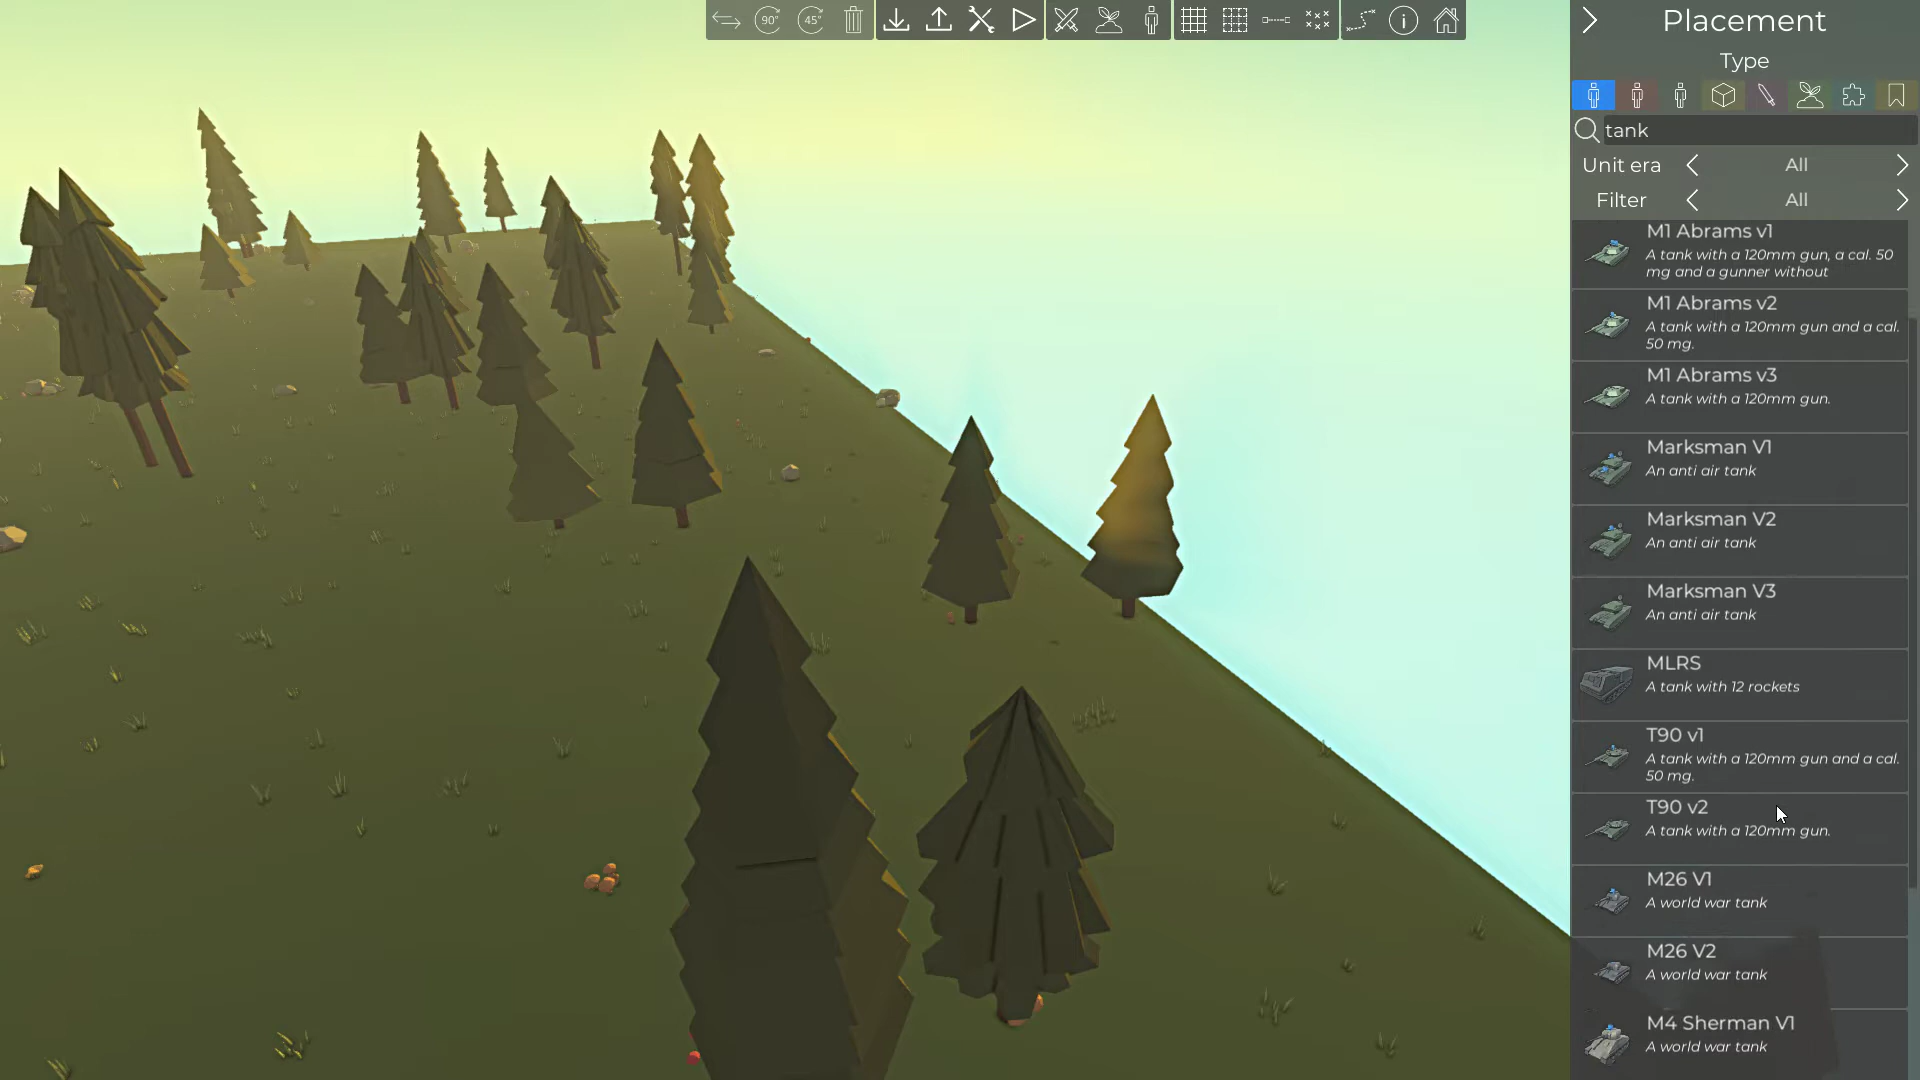 90°
45°
Placement
Type
tank
Unit era
All
Filter
All
M1 Abrams v1
A tank with a 120mm gun, a cal. 50
mg and a gunner without
M1 Abrams v2
A tank with a 120mm gun and a cal.
50 mg.
M1 Abrams v3
A tank with a 120mm gun.
Marksman V1
An anti air tank
Marksman V2
An anti air tank
Marksman V3
An anti air tank
MLRS
A tank with 12 rockets
T90 v1
A tank with a 120mm gun and a cal.
50 mg.
T90 v2
A tank with a 120mm gun.
M26 V1
A world war tank
M26 V2
A world war tank
M4 Sherman V1
A world war tank